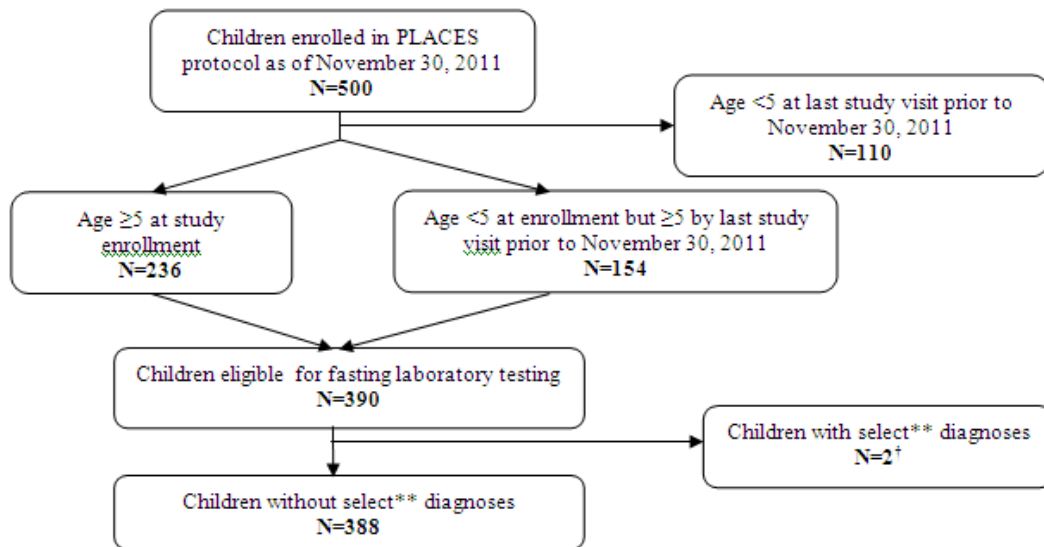 Children enrolled in PLACES
protocol as of November 30, 2011
N=500
Age <5 at last study visit prior to
November 30, 2011
N=110
Age ≥5 at study
enrollment
N=236
Age <5 at enrollment but ≥5 by last study
visit prior to November 30, 2011
N=154
Children eligible for fasting laboratory testing
N=390
Children with select** diagnoses
N=2†
Children without select** diagnoses
N=388